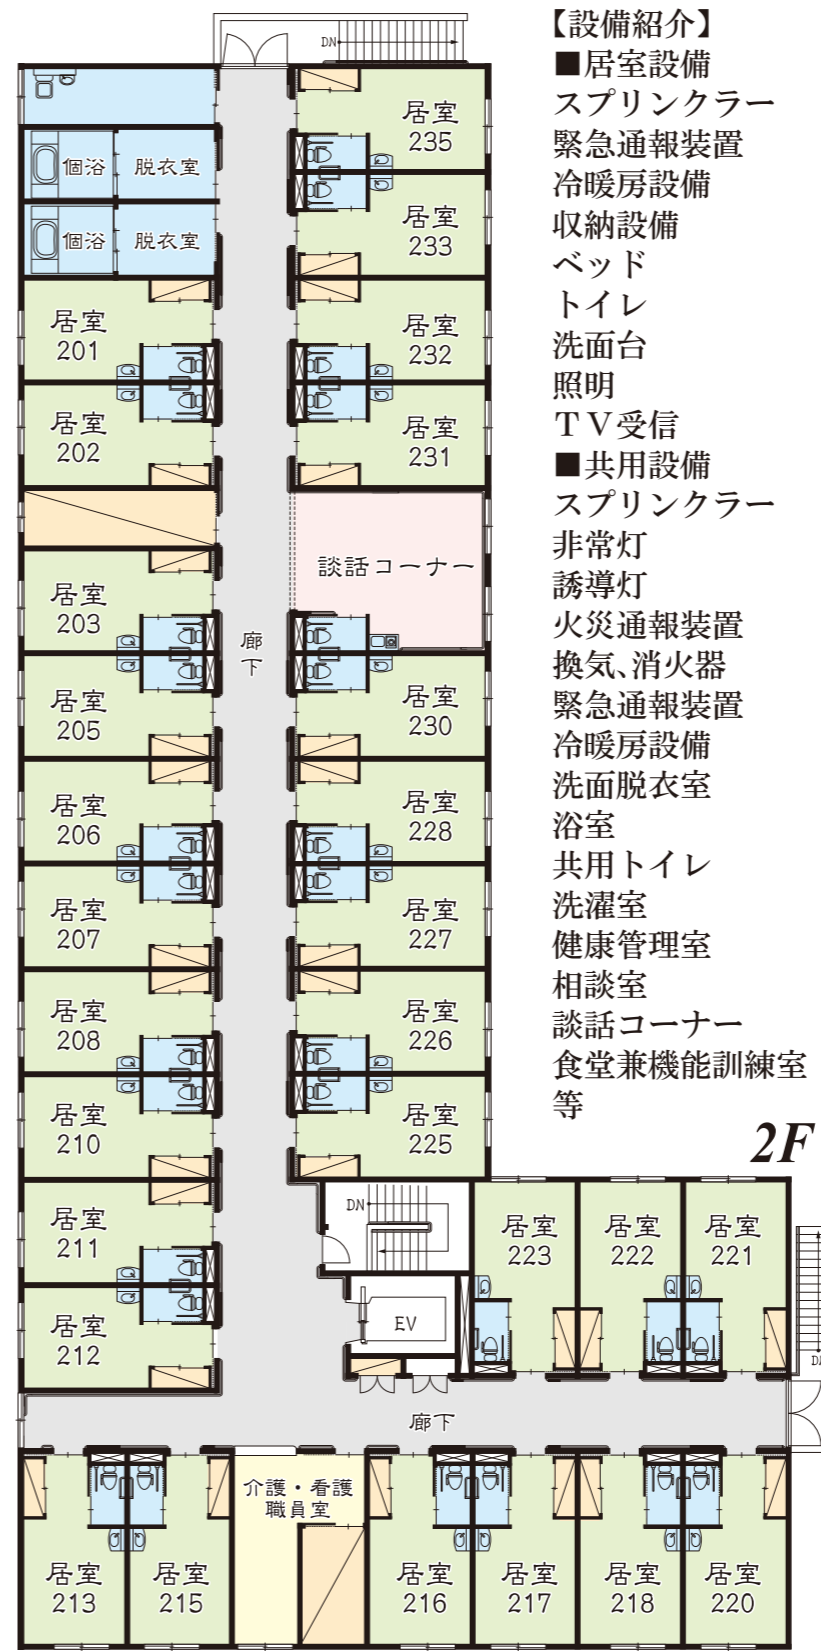 【設備紹介】
■居室設備
スプリンクラー
緊急通報装置
冷暖房設備
収納設備
ベッド
トイレ
洗面台
照明
TV受信
■共用設備
スプリンクラー
非常灯
誘導灯
火災通報装置
換気、消火器
緊急通報装置
冷暖房設備
洗面脱衣室
浴室
共用トイレ
洗濯室
健康管理室
相談室
談話コーナー
食堂兼機能訓練室
等
2F
DN
居室
235
個浴
脱衣室
居室
233
個浴
脱衣室
居室
201
居室
232
居室
202
居室
231
談話コーナー
居室
203
廊下
居室
205
居室
230
居室
206
居室
228
居室
207
居室
227
居室
208
居室
226
居室
210
居室
225
居室
211
DN
居室
223
居室
222
居室
221
居室
212
EV
DN
廊下
介護・看護
職員室
居室
213
居室
215
居室
216
居室
217
居室
218
居室
220